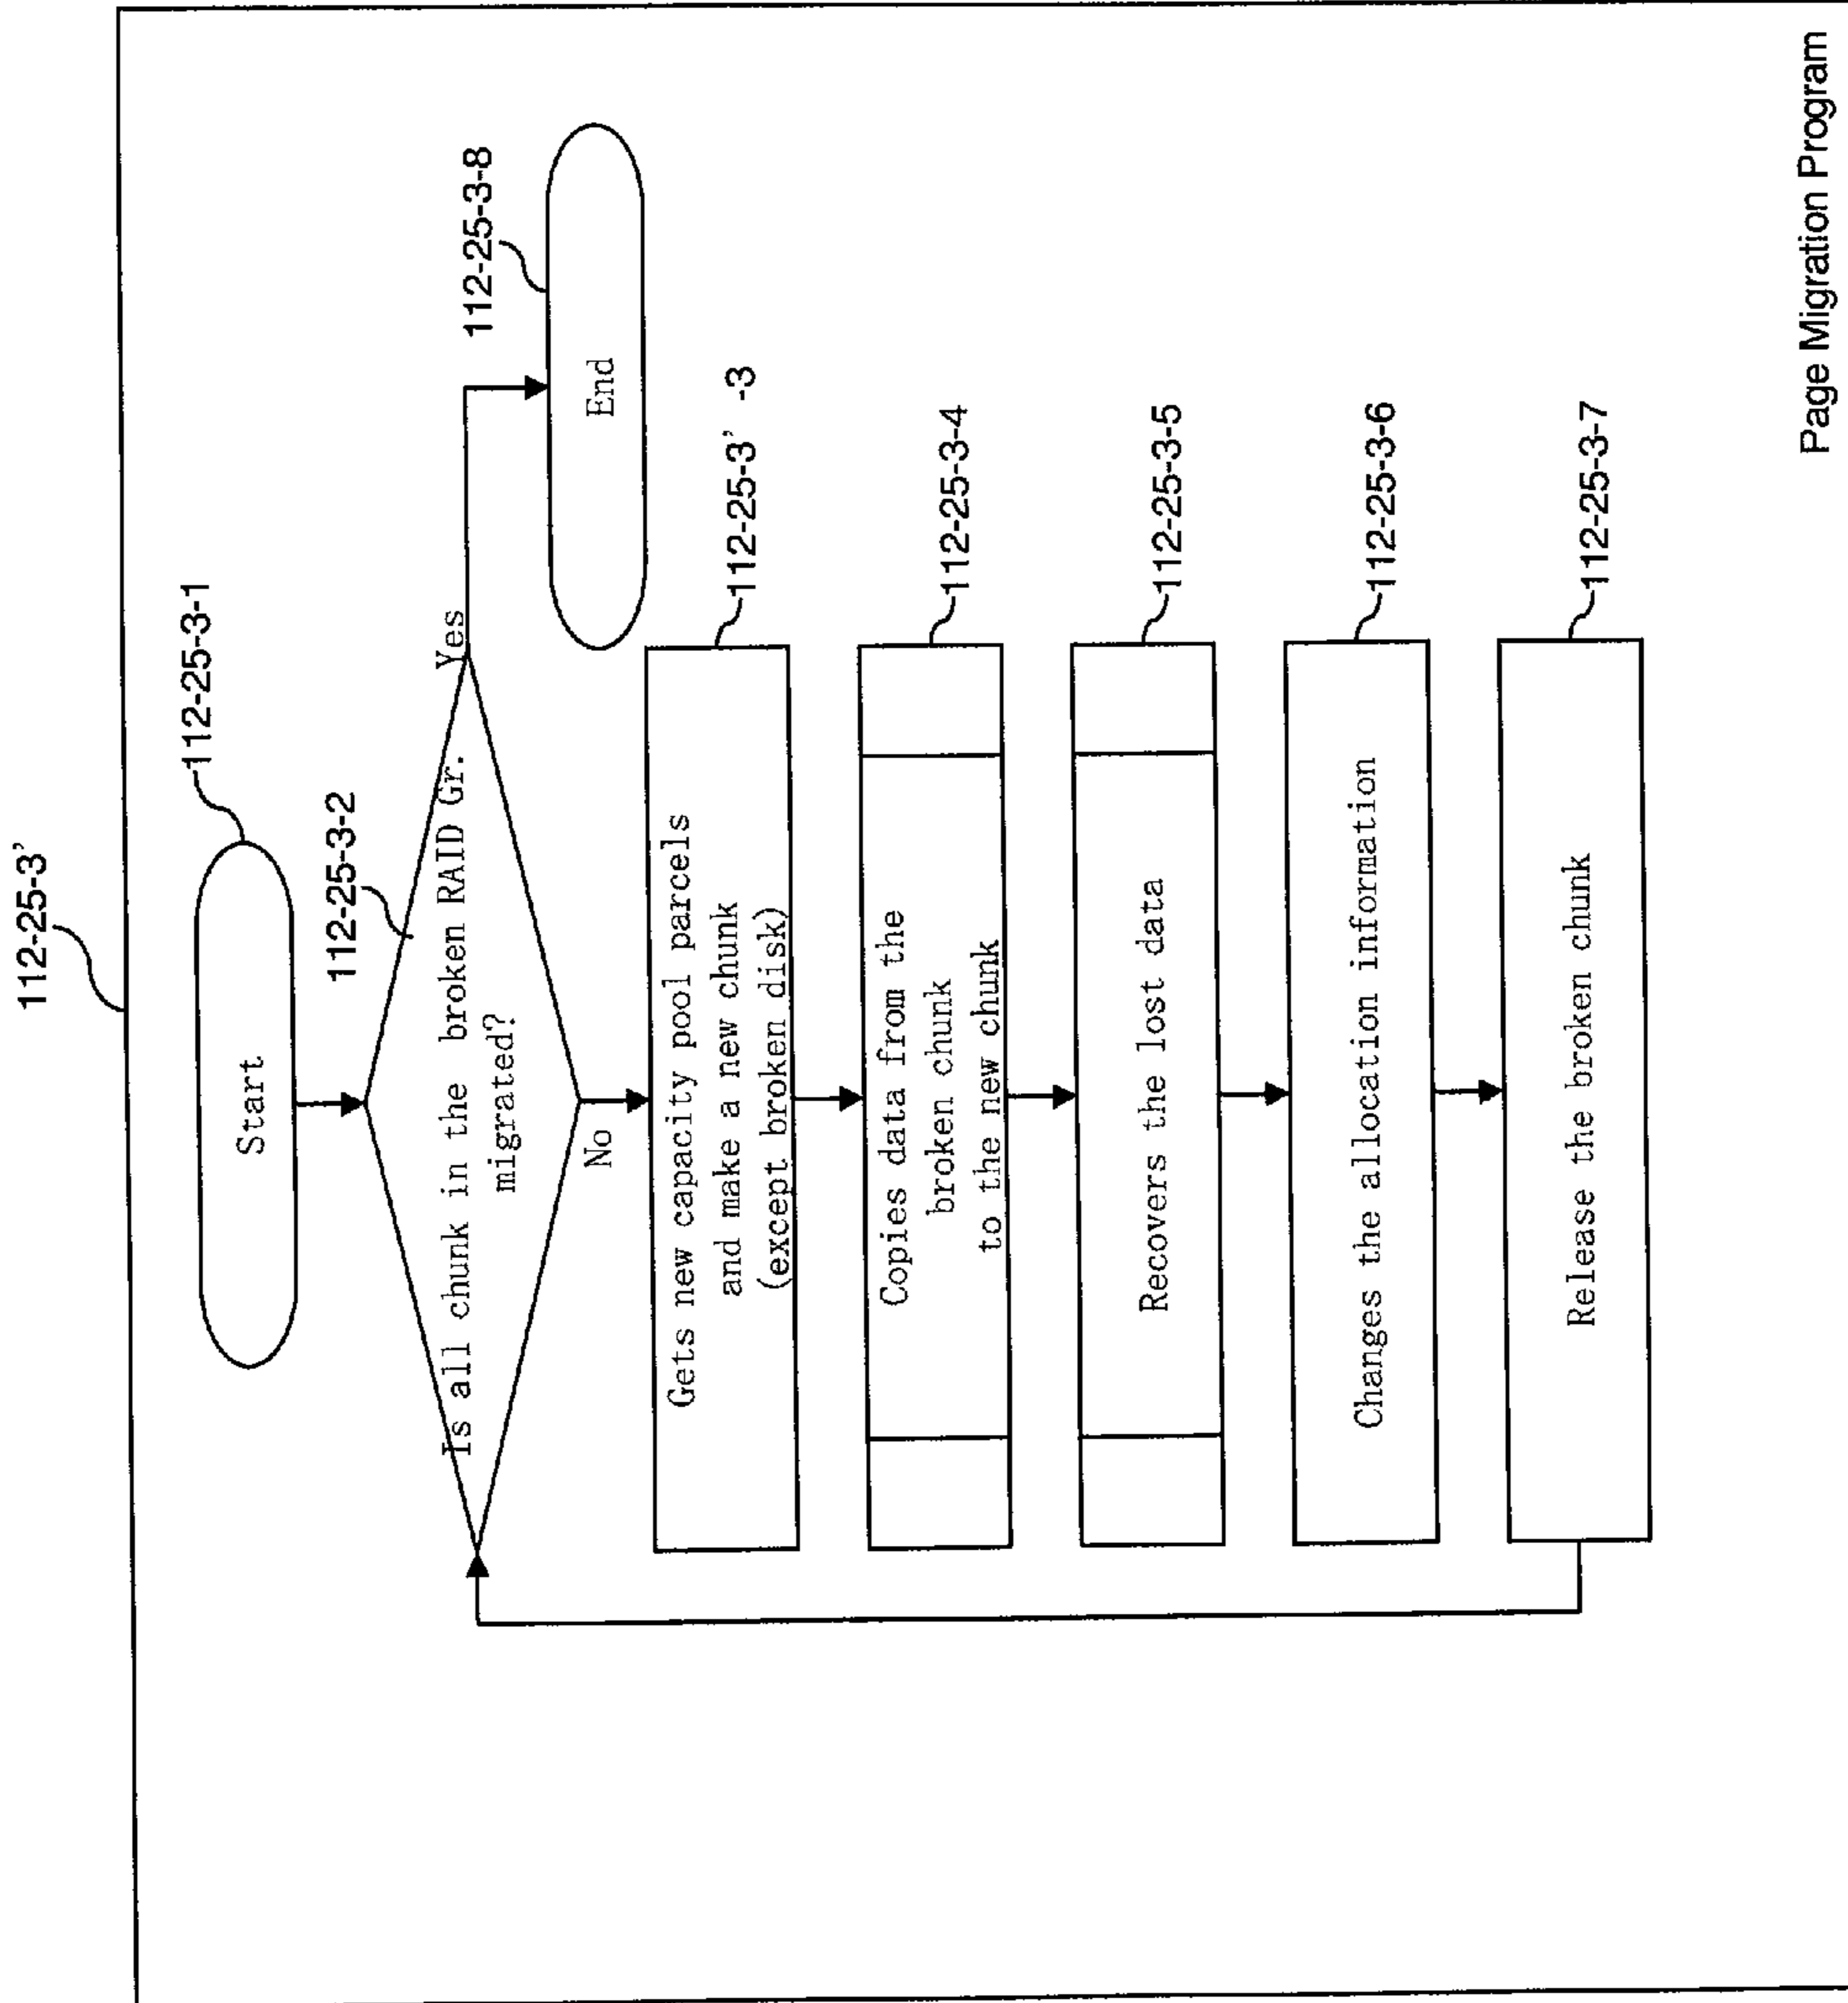 112-25-3’
112-25-3-1
Start
112-25-3-2
Is all chunk in the broken RAID Gr.
migrated?
Yes
No
112-25-3-8
End
Gets new capacity pool parcels
and make a new chunk
(except broken disk)
112-25-3’ -3
Copies data from the
broken chunk
to the new chunk
112-25-3-4
Recovers the lost data
112-25-3-5
Changes the allocation information
112-25-3-6
Release the broken chunk
112-25-3-7
Page Migration Program